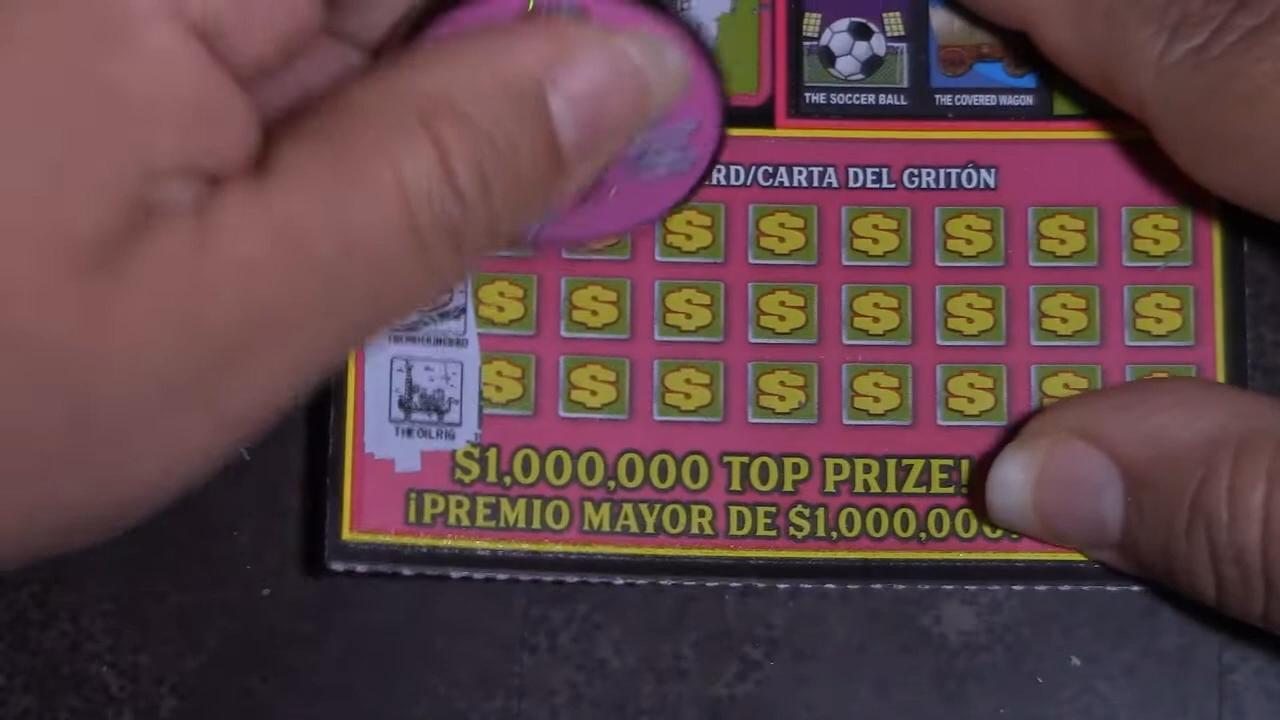 THE SOCCER BALL
THE COVERED WAGON
CARTA DEL GRITÓN
THE OIL RIG
$1,000,000 TOP PRIZE!
¡PREMIO MAYOR DE $1,000,000